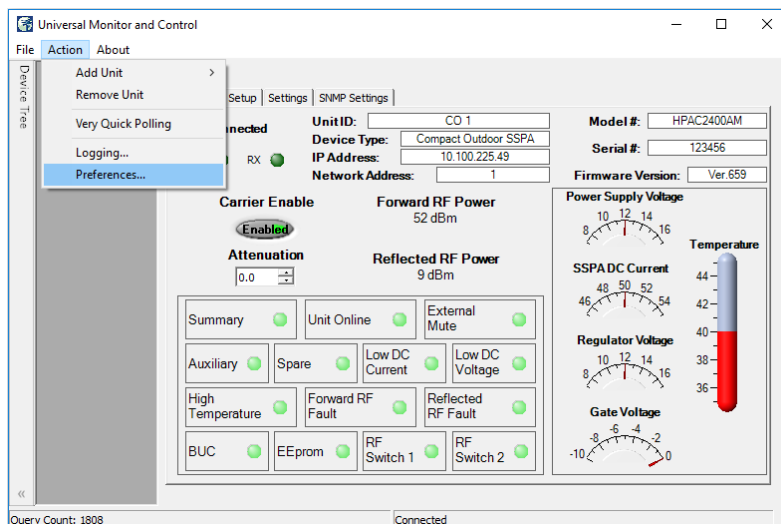 Universal Monitor and Control
File Action About
Device Tree
Add Unit
Remove Unit
Very Quick Polling
Logging...
Preferences...
Setup Settings SNMP Settings
RX
Unit ID: CO 1
Device Type: Compact Outdoor SSPA
IP Address: 10.100.225.49
Network Address: 1
Model #: HPAC2400AM
Serial #: 123456
Firmware Version: Ver.659
Carrier Enable
Enabled
Attenuation
0.0
Forward RF Power
52 dBm
Reflected RF Power
9 dBm
Summary
Unit Online
External
Mute
Auxiliary
Spare
Low DC
Current
Low DC
Voltage
High
Temperature
Forward RF
Fault
Reflected
RF Fault
BUC
EEprom
RF
Switch 1
RF
Switch 2
Power Supply Voltage
8 10 12 14 16
SSPA DC Current
46 48 50 52 54
Regulator Voltage
8 10 12 14 16
Gate Voltage
-10 -8 -6 -4 -2 0
Temperature
44
42
40
38
36
<<
Query Count: 1808
Connected